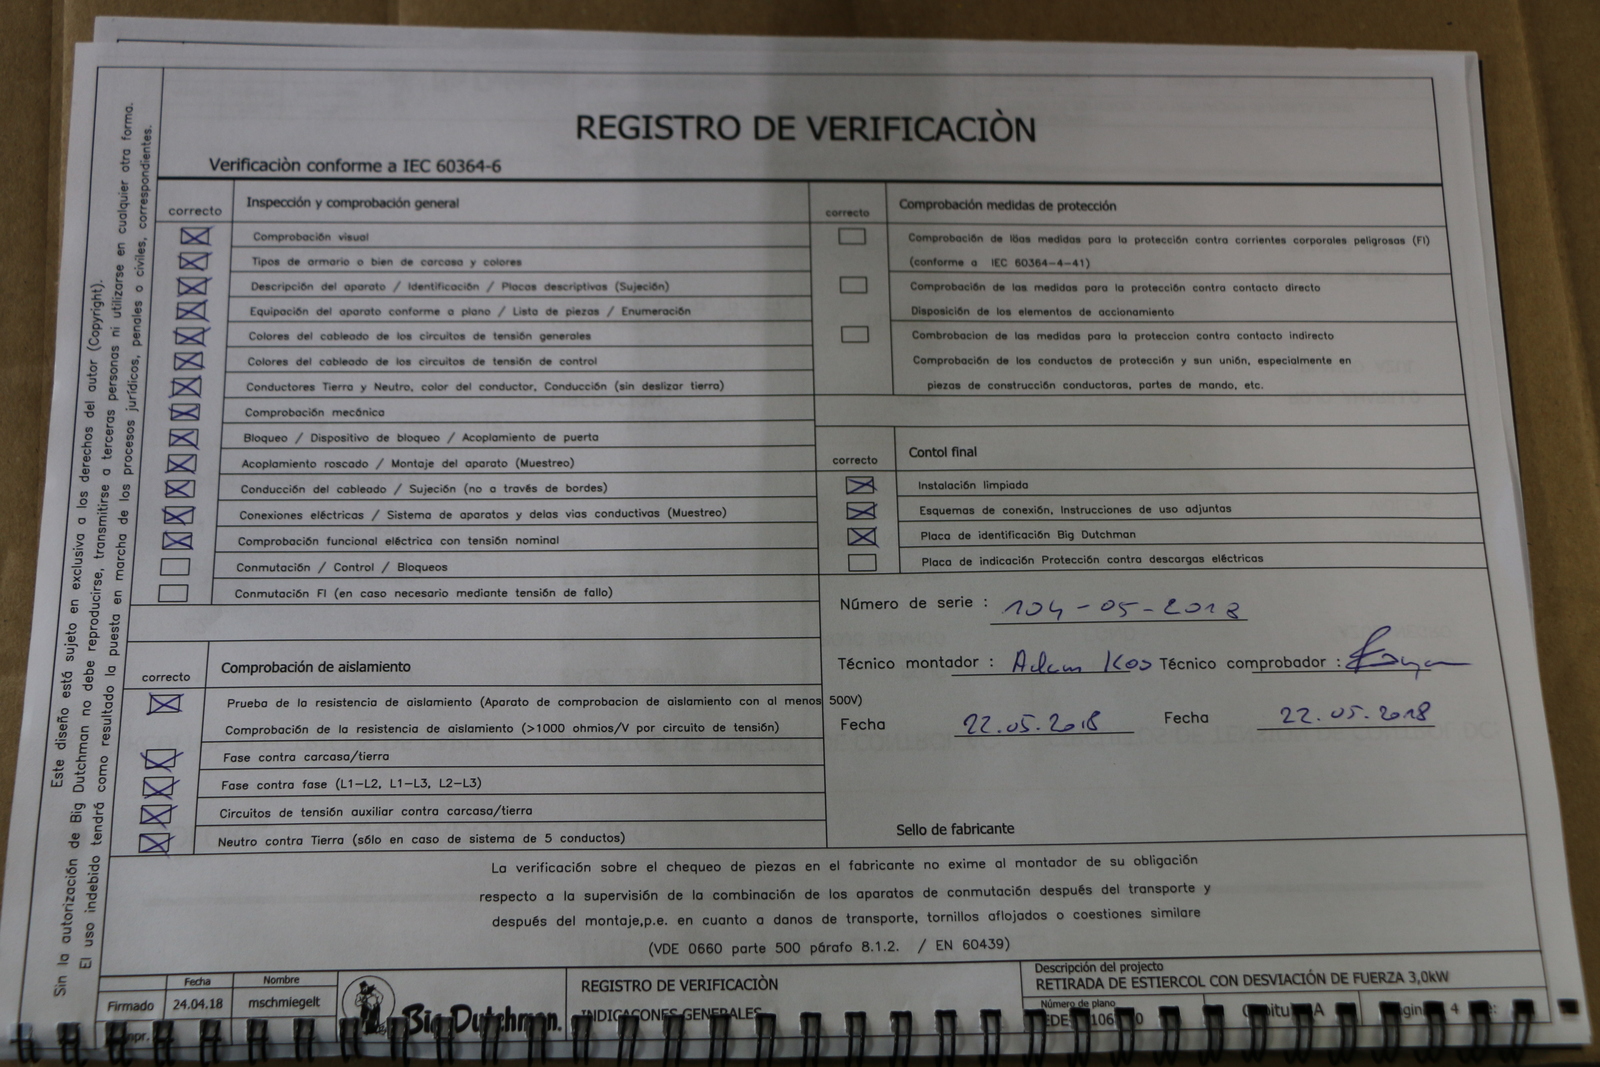 Este diseño está sujeto en exclusiva a los derechos del autor (Copyright).
Sin la autorización de Big Dutchman no debe reproducirse, transmitirse a terceras personas ni utilizarse en cualquier otra forma.
El uso indebido tendrá como resultado la puesta en marcha de los procesos jurídicos, penales o civiles, correspondientes.
REGISTRO DE VERIFICACIÒN
Verificaciòn conforme a IEC 60364-6
correcto Inspección y comprobación general
Comprobación visual
Tipos de armario o bien de carcasa y colores
Descripción del aparato / Identificación / Placas descriptivas (Sujeción)
Equipación del aparato conforme a plano / Lista de piezas / Enumeración
Colores del cableado de los circuitos de tensión generales
Colores del cableado de los circuitos de tensión de control
Conductores Tierra y Neutro, color del conductor, Conducción (sin deslizar tierra)
Comprobación mecánica
Bloqueo / Dispositivo de bloqueo / Acoplamiento de puerta
Acoplamiento roscado / Montaje del aparato (Muestreo)
Conducción del cableado / Sujeción (no a través de bordes)
Conexiones eléctricas / Sistema de aparatos y delas vias conductivas (Muestreo)
Comprobación funcional eléctrica con tensión nominal
Conmutación / Control / Bloqueos
Conmutación FI (en caso necesario mediante tensión de fallo)
correcto Comprobación de aislamiento
Prueba de la resistencia de aislamiento (Aparato de comprobacion de aislamiento con al menos 500V)
Comprobación de la resistencia de aislamiento (>1000 ohmios/V por circuito de tensión)
Fase contra carcasa/tierra
Fase contra fase (L1-L2, L1-L3, L2-L3)
Circuitos de tensión auxiliar contra carcasa/tierra
Neutro contra Tierra (sólo en caso de sistema de 5 conductos)
correcto Comprobación medidas de protección
Comprobación de ldas medidas para la protección contra corrientes corporales peligrosas (FI)
(conforme a IEC 60364-4-41)
Comprobación de las medidas para la protección contra contacto directo
Disposición de los elementos de accionamiento
Combrobacion de las medidas para la proteccion contra contacto indirecto
Comprobación de los conductos de protección y sun unión, especialmente en
piezas de construcción conductoras, partes de mando, etc.
correcto Contol final
Instalación limpiada
Esquemas de conexión, Instrucciones de uso adjuntas
Placa de identificación Big Dutchman
Placa de indicación Protección contra descargas eléctricas
Número de serie : 104-05-2018
Técnico montador : Adam Kos Técnico comprobador :
Fecha 22.05.2018 Fecha 22.05.2018
Sello de fabricante
La verificación sobre el chequeo de piezas en el fabricante no exime al montador de su obligación
respecto a la supervisión de la combinación de los aparatos de conmutación después del transporte y
después del montaje,p.e. en cuanto a danos de transporte, tornillos aflojados o coestiones similare
(VDE 0660 parte 500 párafo 8.1.2. / EN 60439)
Fecha Nombre
Firmado 24.04.18 mschmiegelt
Big Dutchman.
REGISTRO DE VERIFICACIÒN
INDICACONES GENERALES
Descripción del proyecto
RETIRADA DE ESTIERCOL CON DESVIACIÓN DE FUERZA 3,0kW
Número de plano
A
4